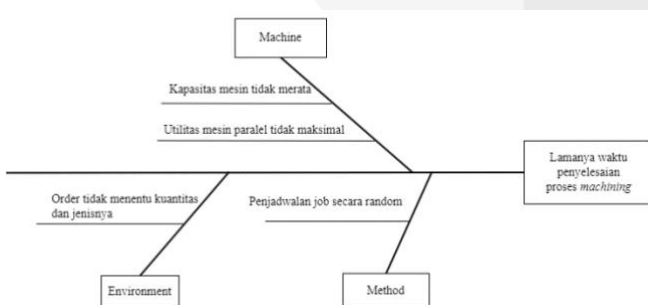 Machine
Kapasitas mesin tidak merata
Utilitas mesin paralel tidak maksimal
Lamanya waktu
penyelesaian
proses machining
Order tidak menentu kuantitas
dan jenisnya
Penjadwalan job secara random
Environment
Method